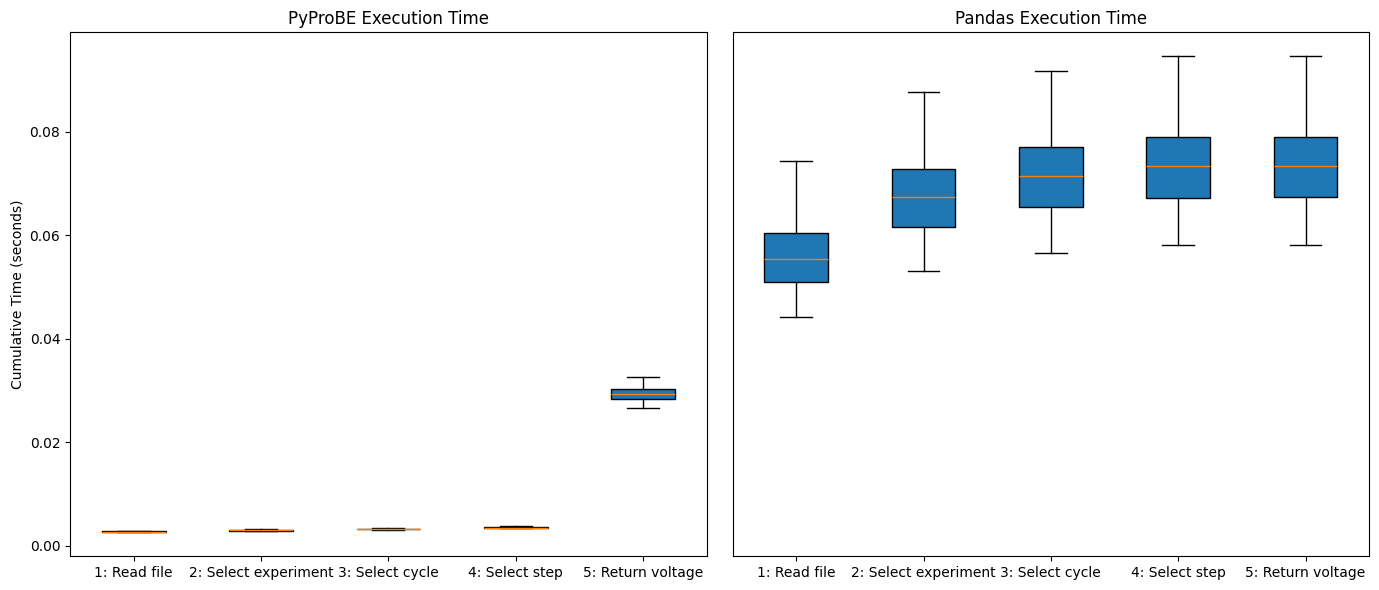 PyProBE Execution Time
Pandas Execution Time
Cumulative Time (seconds)
0.08
0.06
0.04
0.02
0.00
1: Read file 2: Select experiment 3: Select cycle 4: Select step 5: Return voltage
1: Read file 2: Select experiment 3: Select cycle 4: Select step 5: Return voltage